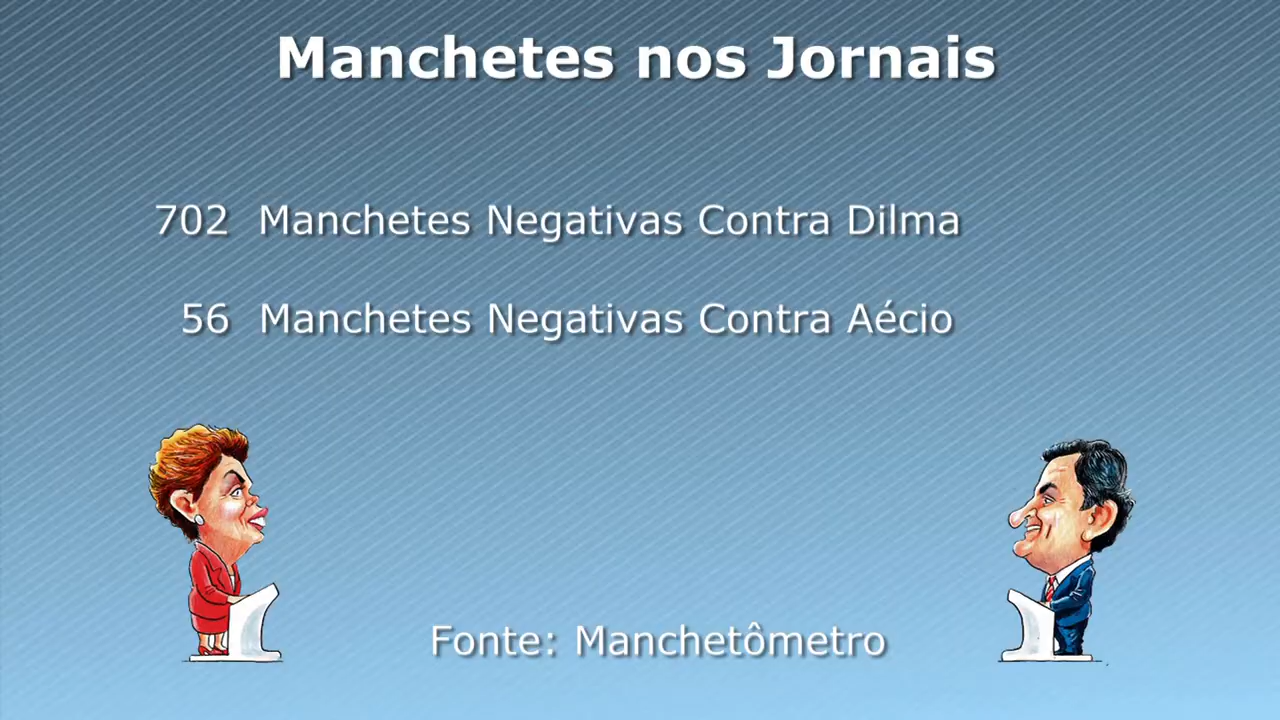 Manchetes nos Jornais
702 Manchetes Negativas Contra Dilma
56 Manchetes Negativas Contra Aécio
Fonte: Manchetômetro